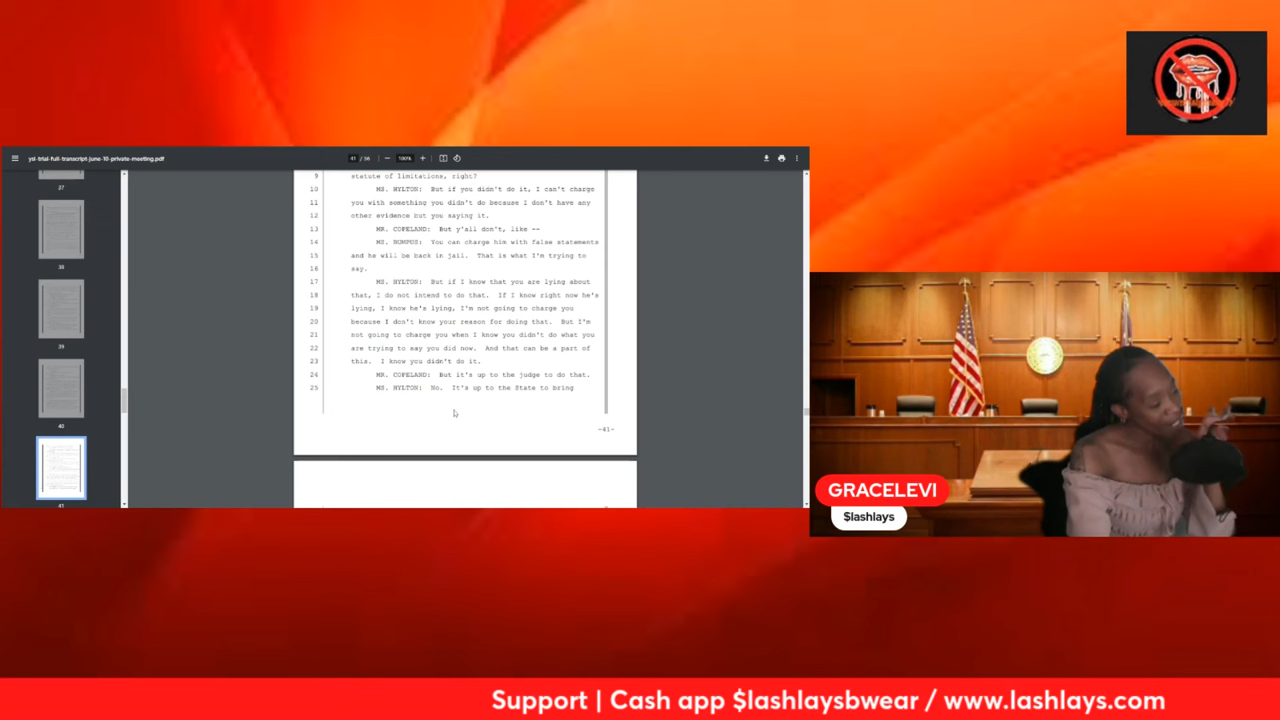 ysl-trial-full-transcript-june-10-private-meeting.pdf
41 / 56
100%
37
38
39
40
41
9 statute of limitations, right?
10 MS. HYLTON: But if you didn't do it, I can't charge
11 you with something you didn't do because I don't have any
12 other evidence but you saying it.
13 MR. COPELAND: But y'all don't, like --
14 MS. BUMPUS: You can charge him with false statements
15 and he will be back in jail. That is what I'm trying to
16 say.
17 MS. HYLTON: But if I know that you are lying about
18 that, I do not intend to do that. If I know right now he's
19 lying, I know he's lying, I'm not going to charge you
20 because I don't know your reason for doing that. But I'm
21 not going to charge you when I know you didn't do what you
22 are trying to say you did now. And that can be a part of
23 this. I know you didn't do it.
24 MR. COPELAND: But it's up to the judge to do that.
25 MS. HYLTON: No. It's up to the State to bring
-41-
GRACELEVI
$lashlays
Support | Cash app $lashlaysbwear / www.lashlays.com